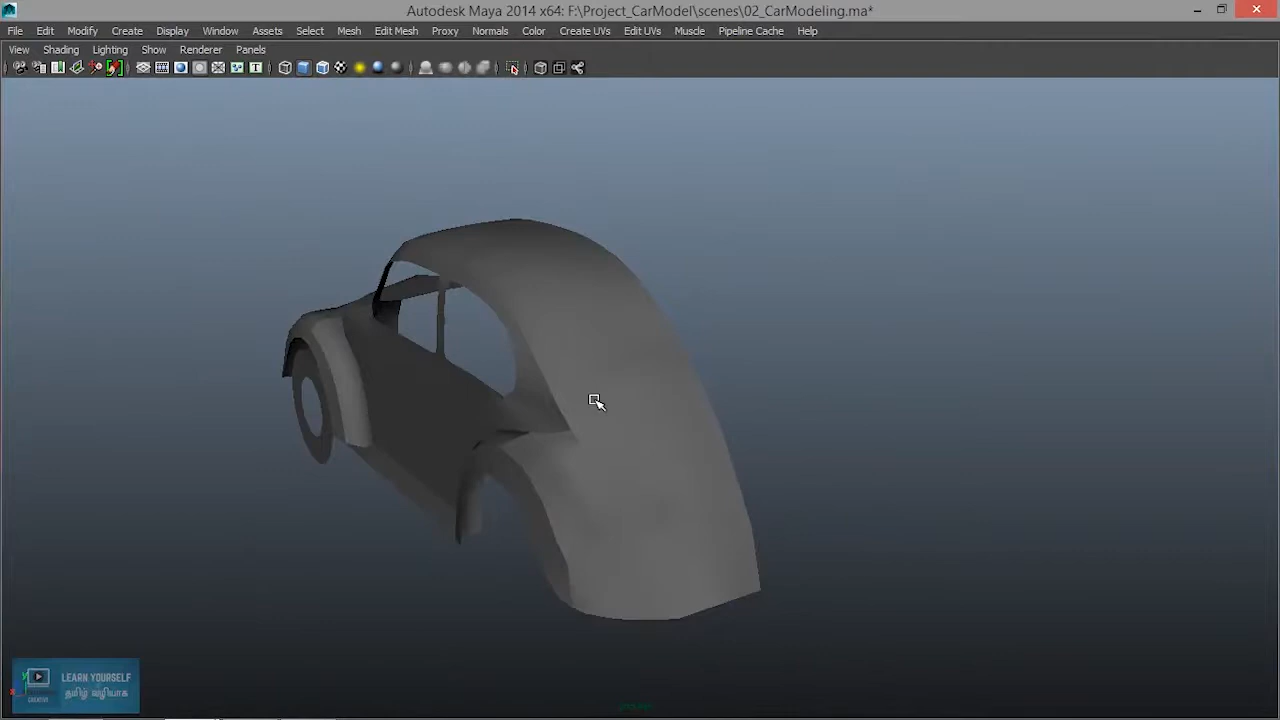 Autodesk Maya 2014 x64: F:\Project_CarModel\scenes\02_CarModeling.ma*
File Edit Modify Create Display Window Assets Select Mesh Edit Mesh Proxy Normals Color Create UVs Edit UVs Muscle Pipeline Cache Help
View Shading Lighting Show Renderer Panels
LEARN YOURSELF
தமிழ் வழியாக
CREATIVE